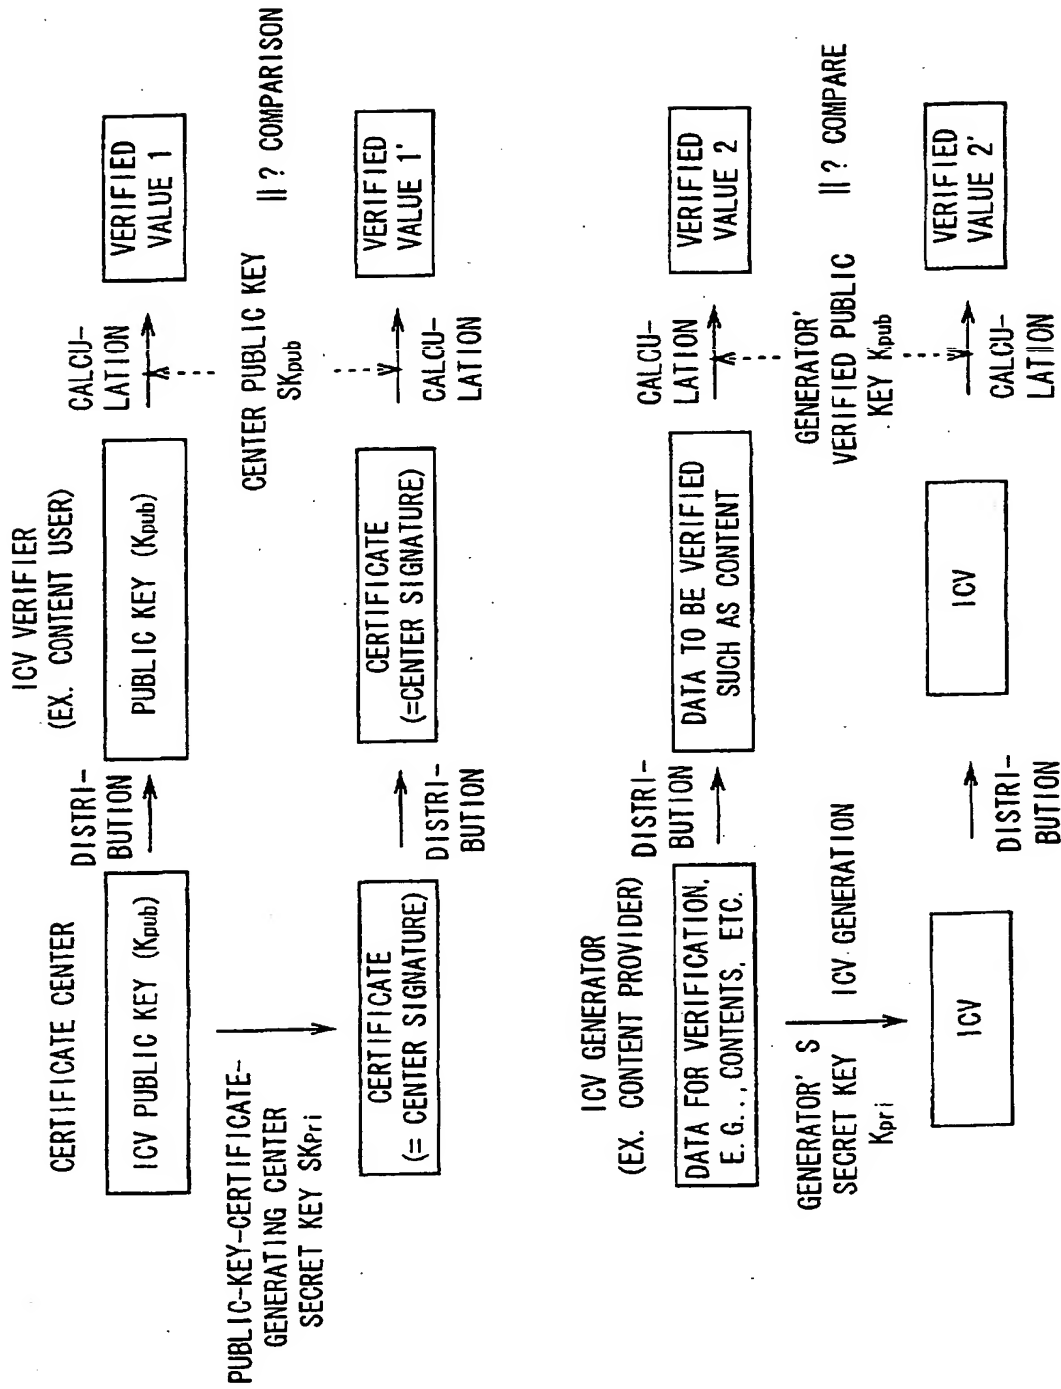 CERTIFICATE CENTER
ICV PUBLIC KEY (Kpub)
DISTRI-
BUTION
ICV VERIFIER
(EX. CONTENT USER)
PUBLIC KEY (Kpub)
CALCU-
LATION
VERIFIED
VALUE 1
PUBLIC-KEY-CERTIFICATE-
GENERATING CENTER
SECRET KEY SKpri
CENTER PUBLIC KEY
SKpub
||? COMPARISON
CERTIFICATE
(= CENTER SIGNATURE)
DISTRI-
BUTION
CERTIFICATE
(=CENTER SIGNATURE)
CALCU-
LATION
VERIFIED
VALUE 1'
ICV GENERATOR
(EX. CONTENT PROVIDER)
DATA FOR VERIFICATION,
E.G.., CONTENTS, ETC.
DISTRI-
BUTION
DATA TO BE VERIFIED
SUCH AS CONTENT
CALCU-
LATION
VERIFIED
VALUE 2
GENERATOR' S
SECRET KEY
Kpri
ICV GENERATION
GENERATOR'
VERIFIED PUBLIC
KEY Kpub
||? COMPARE
ICV
DISTRI-
BUTION
ICV
CALCU-
LATION
VERIFIED
VALUE 2'